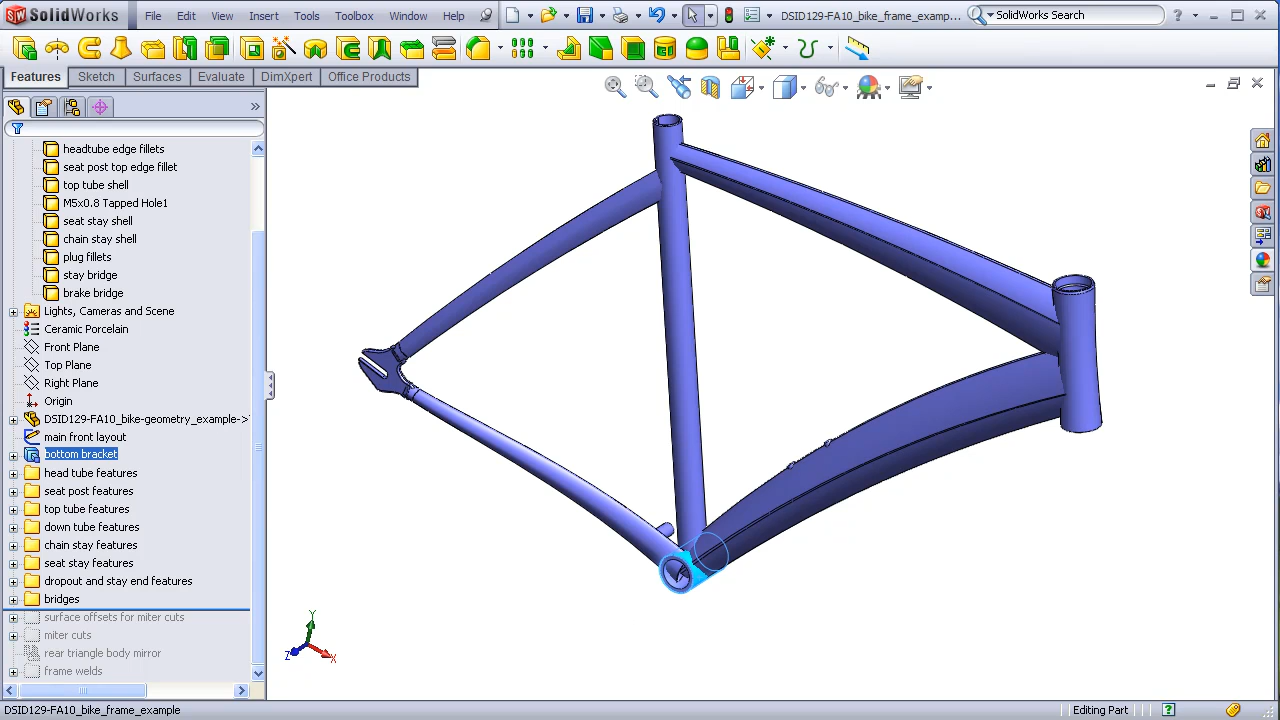 SolidWorks File Edit View Insert Tools Toolbox Window Help DSID129-FA10_bike_frame_examp... SolidWorks Search
Features Sketch Surfaces Evaluate DimXpert Office Products
headtube edge fillets
seat post top edge fillet
top tube shell
M5x0.8 Tapped Hole1
seat stay shell
chain stay shell
plug fillets
stay bridge
brake bridge
Lights, Cameras and Scene
Ceramic Porcelain
Front Plane
Top Plane
Right Plane
Origin
DSID129-FA10_bike-geometry_example->
main front layout
bottom bracket
head tube features
seat post features
top tube features
down tube features
chain stay features
seat stay features
dropout and stay end features
bridges
surface offsets for miter cuts
miter cuts
rear triangle body mirror
frame welds
Y
Z
X
DSID129-FA10_bike_frame_example Editing Part